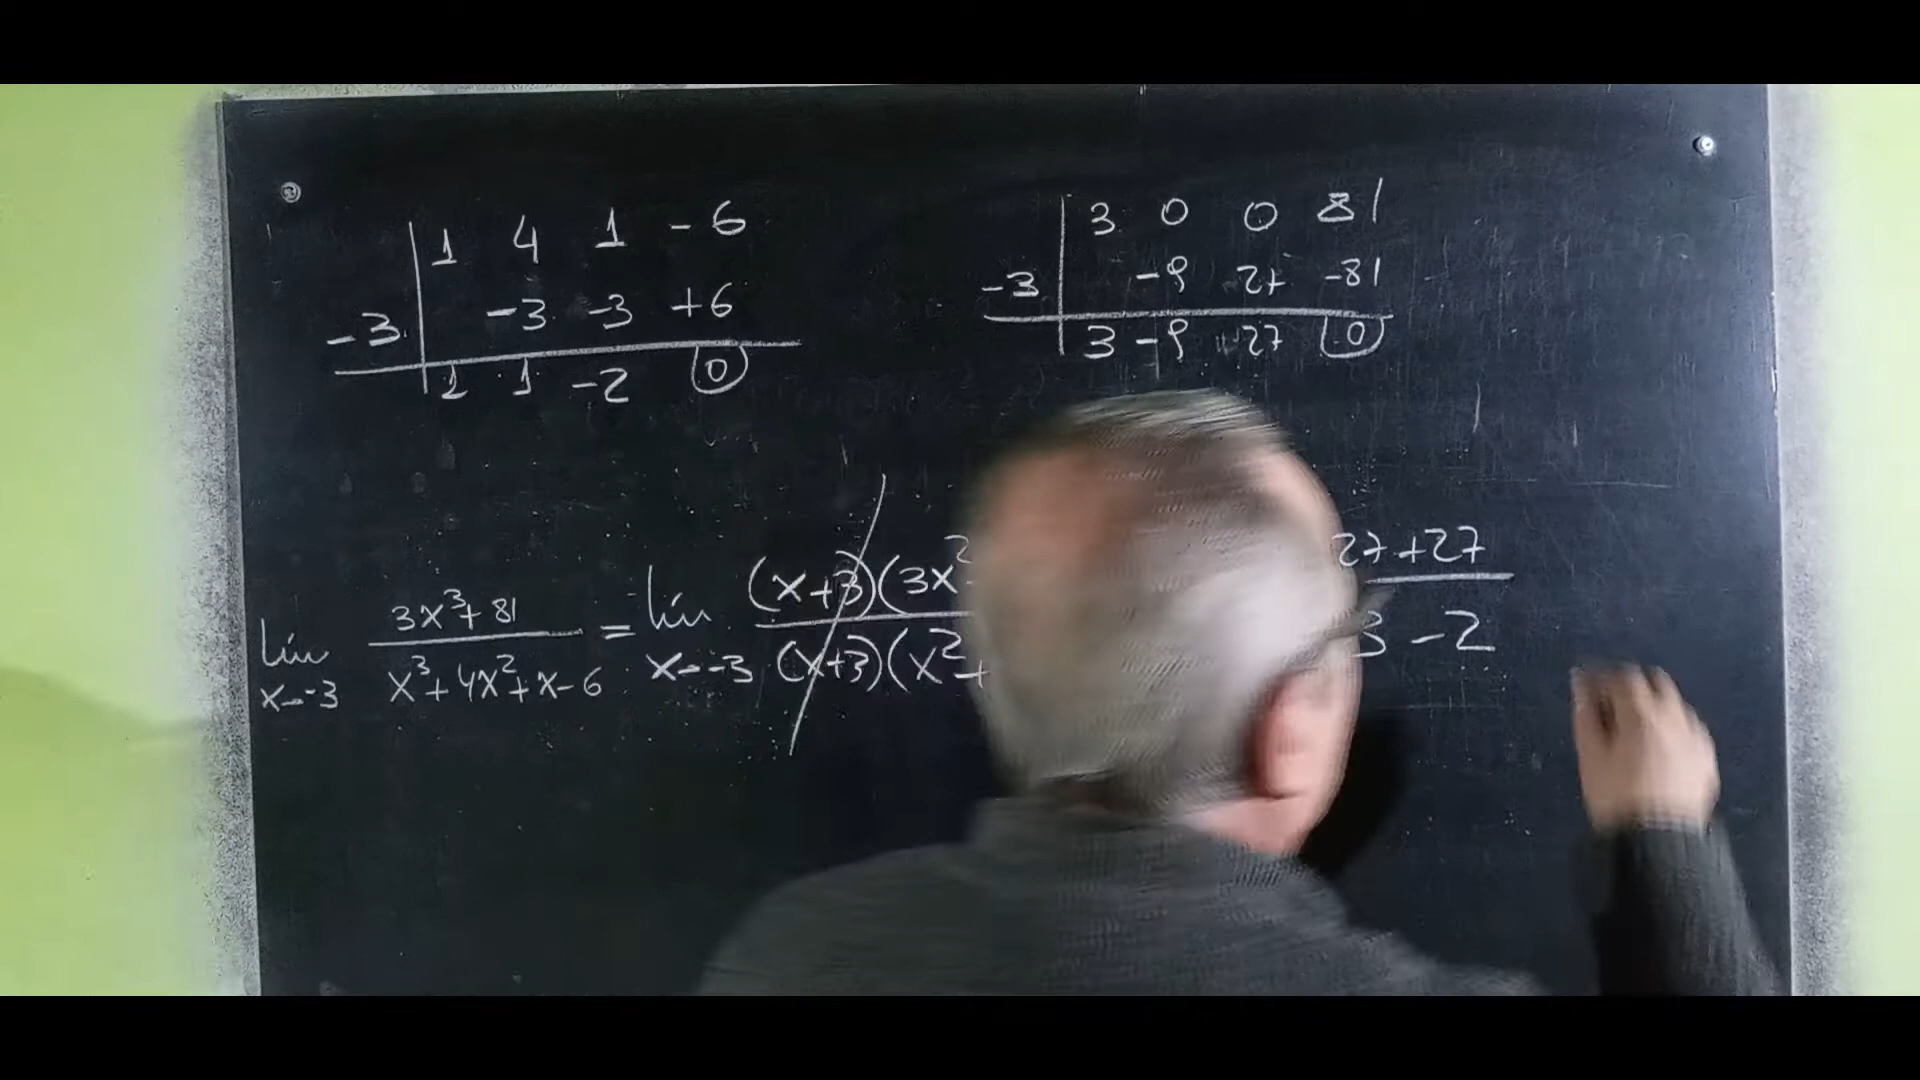 1 4 1 -6
-3 -3 -3 +6
1 1 -2 0
3 0 0 81
-3 -9 27 -81
3 -9 27 0
lím x→-3 (3x³+81)/(x³+4x²+x-6) = lím x→-3 (x+3)(3x²/(x+3)(x²+
27+27
3-2